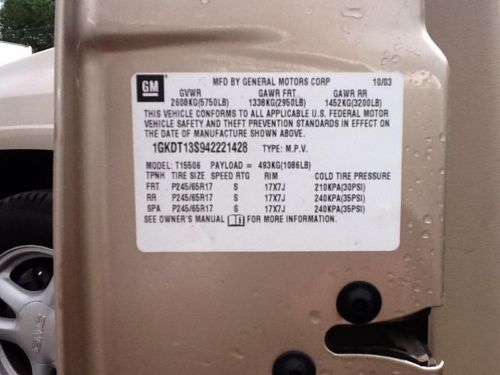 GM
MFD BY GENERAL MOTORS CORP 10/03
GVWR GAWR FRT GAWR RR
2608KG(5750LB) 1338KG(2950LB) 1452KG(3200LB)
THIS VEHICLE CONFORMS TO ALL APPLICABLE U.S. FEDERAL MOTOR
VEHICLE SAFETY AND THEFT PREVENTION STANDARDS IN EFFECT ON
THE DATE OF MANUFACTURE SHOWN ABOVE.
1GKDT13S942221428 TYPE: M.P.V.
MODEL: T15506 PAYLOAD = 493KG(1086LB)
TPNH TIRE SIZE SPEED RTG RIM COLD TIRE PRESSURE
FRT P245/65R17 S 17X7J 210KPA(30PSI)
RR P245/65R17 S 17X7J 240KPA(35PSI)
SPA P245/65R17 S 17X7J 240KPA(35PSI)
SEE OWNER'S MANUAL FOR MORE INFORMATION.
GMC